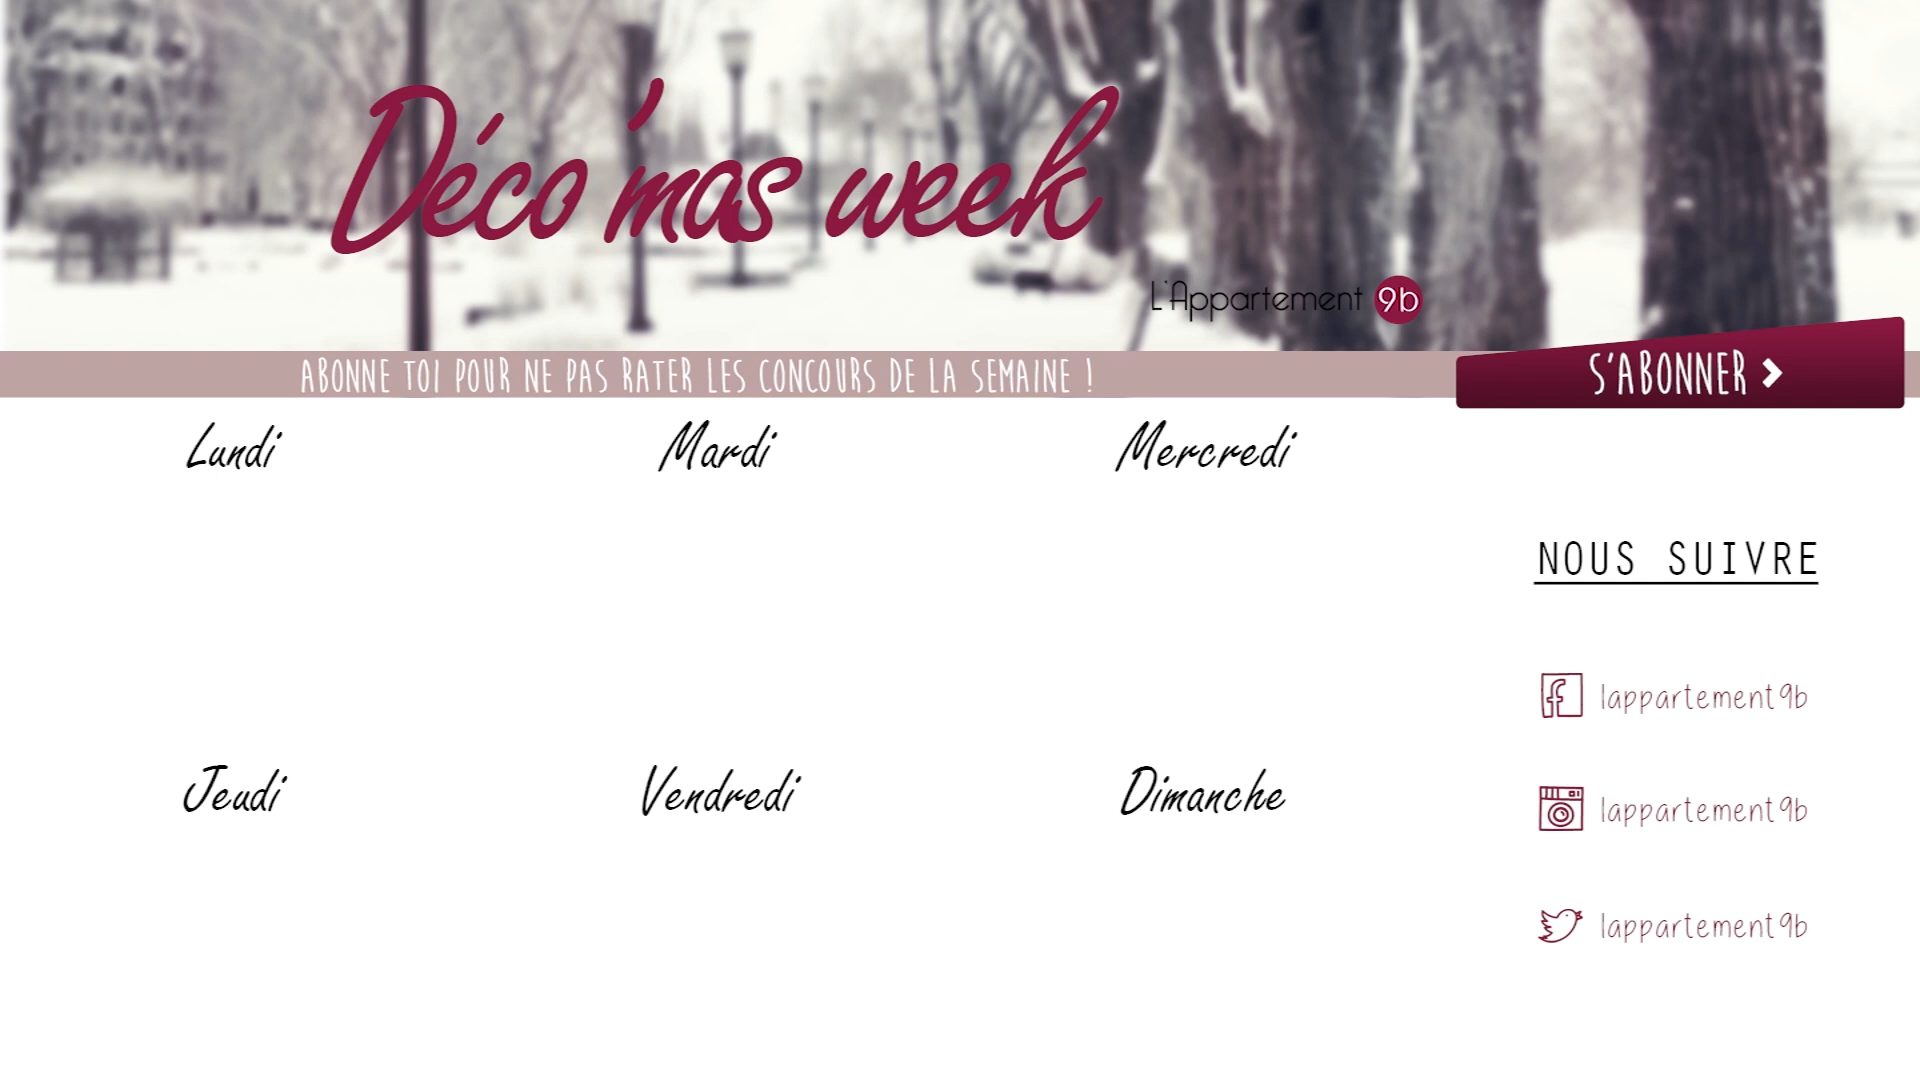 Déco'mas week
L'Appartement 9b
ABONNE TOI POUR NE PAS RATER LES CONCOURS DE LA SEMAINE !
S'ABONNER
Lundi
Mardi
Mercredi
NOUS SUIVRE
lappartement9b
Jeudi
Vendredi
Dimanche
lappartement9b
lappartement9b